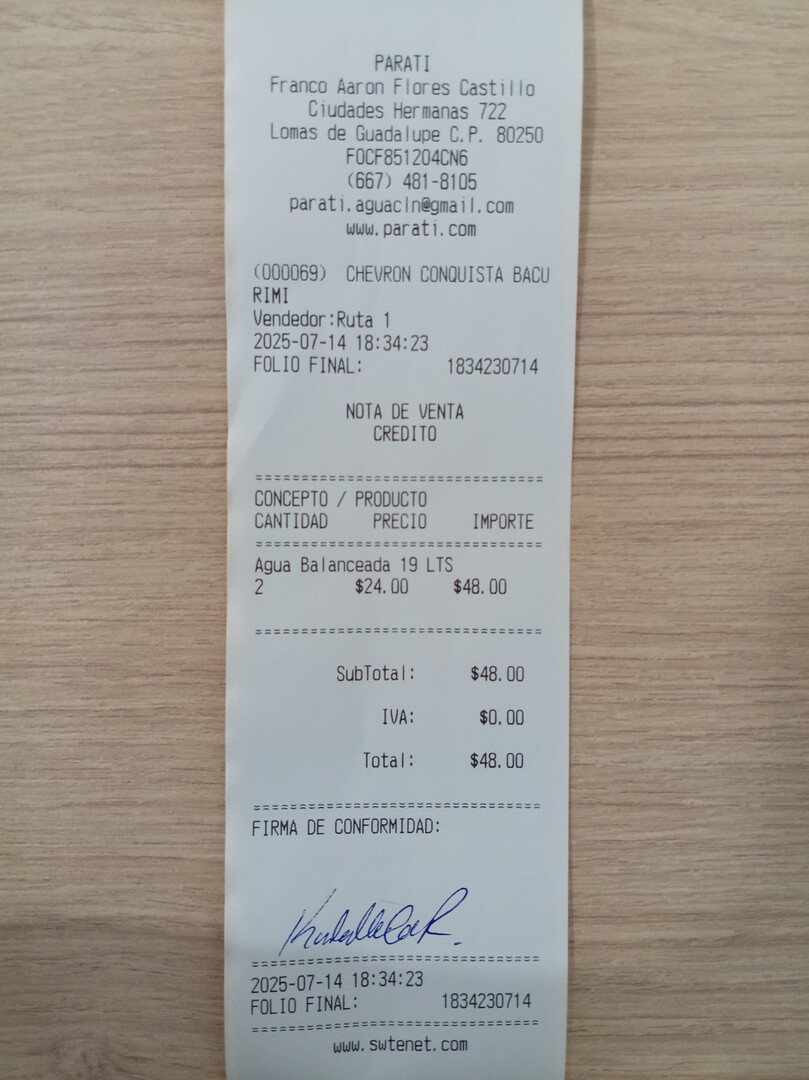 PARATI
Franco Aaron Flores Castillo
Ciudades Hermanas 722
Lomas de Guadalupe C.P. 80250
FOCF851204CN6
(667) 481-8105
parati.aguacln@gmail.com
www.parati.com
(000069) CHEVRON CONQUISTA BACU
RIMI
Vendedor:Ruta 1
2025-07-14 18:34:23
FOLIO FINAL: 1834230714
NOTA DE VENTA
CREDITO
================================
CONCEPTO / PRODUCTO
CANTIDAD PRECIO IMPORTE
================================
Agua Balanceada 19 LTS
2 $24.00 $48.00
================================
SubTotal: $48.00
IVA: $0.00
Total: $48.00
================================
FIRMA DE CONFORMIDAD:
================================
2025-07-14 18:34:23
FOLIO FINAL: 1834230714
================================
www.swtenet.com